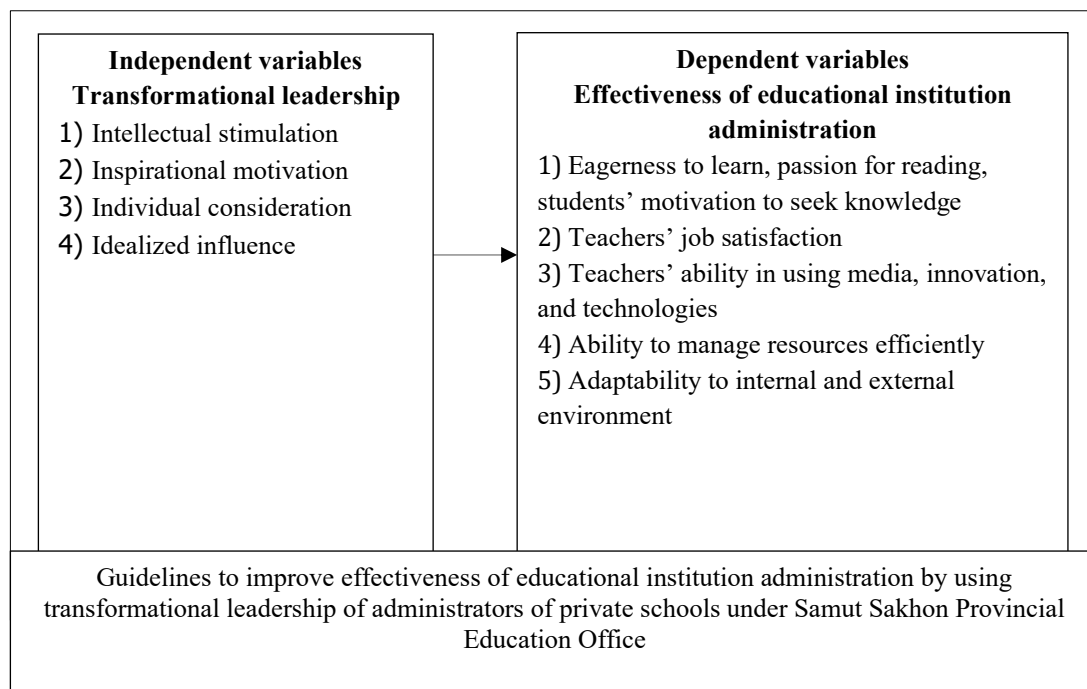 Independent variables
Transformational leadership
1) Intellectual stimulation
2) Inspirational motivation
3) Individual consideration
4) Idealized influence
Dependent variables
Effectiveness of educational institution
administration
1) Eagerness to learn, passion for reading,
students’ motivation to seek knowledge
2) Teachers’ job satisfaction
3) Teachers’ ability in using media, innovation,
and technologies
4) Ability to manage resources efficiently
5) Adaptability to internal and external
environment
Guidelines to improve effectiveness of educational institution administration by using
transformational leadership of administrators of private schools under Samut Sakhon Provincial
Education Office